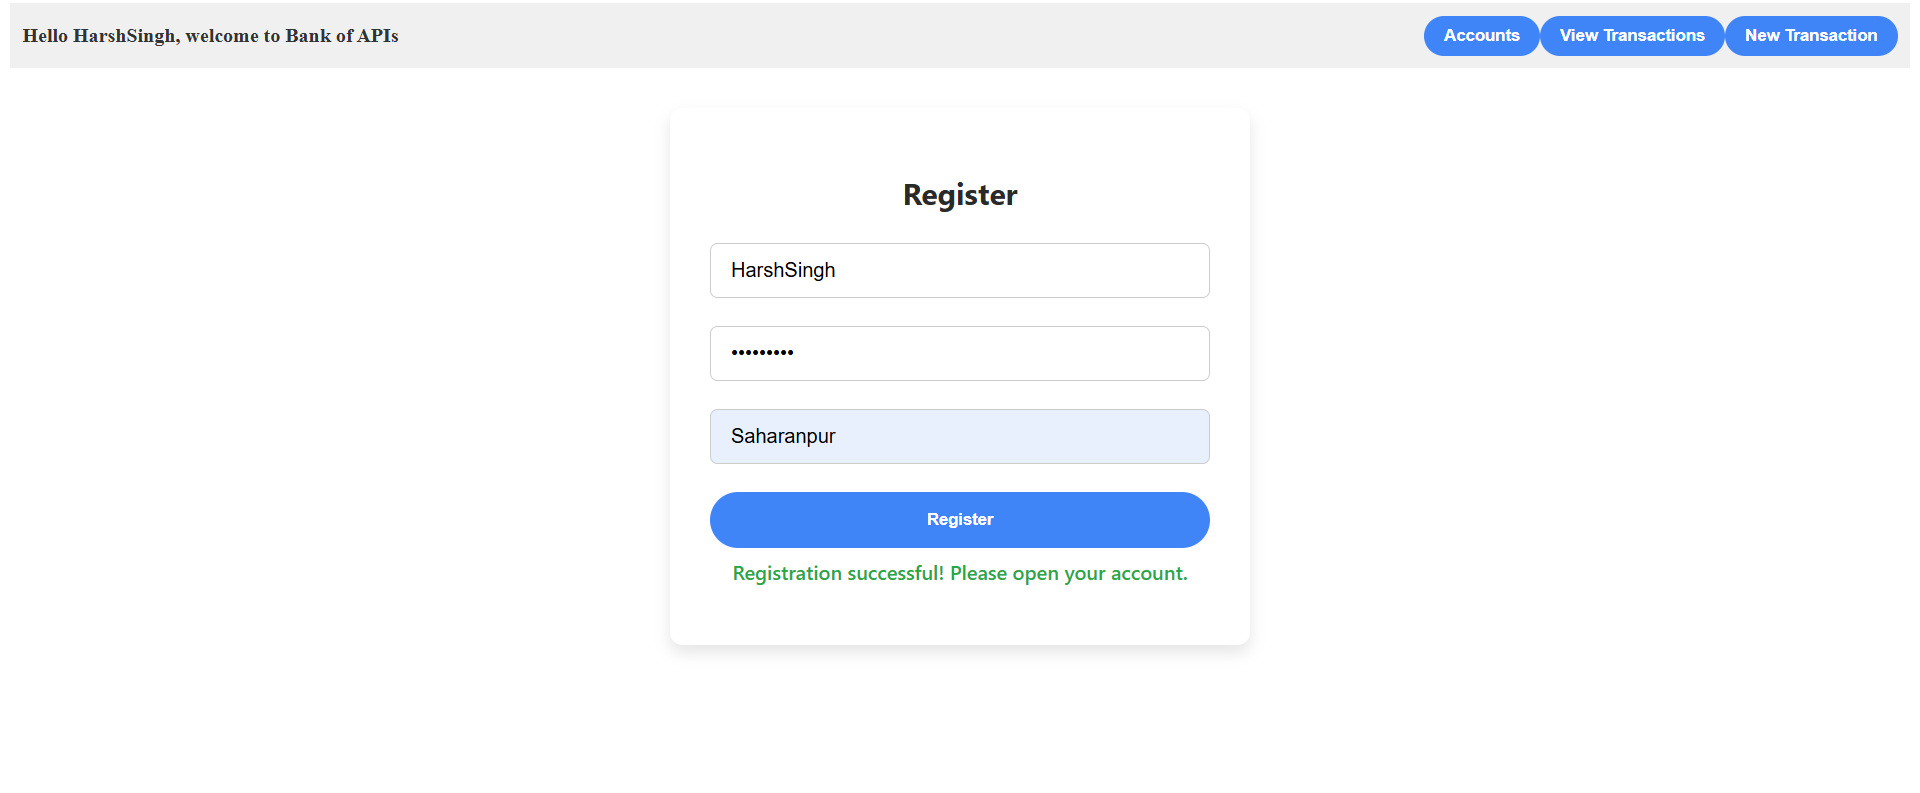 Hello HarshSingh, welcome to Bank of APIs
Accounts View Transactions New Transaction
Register
HarshSingh
•••••••••
Saharanpur
Register
Registration successful! Please open your account.